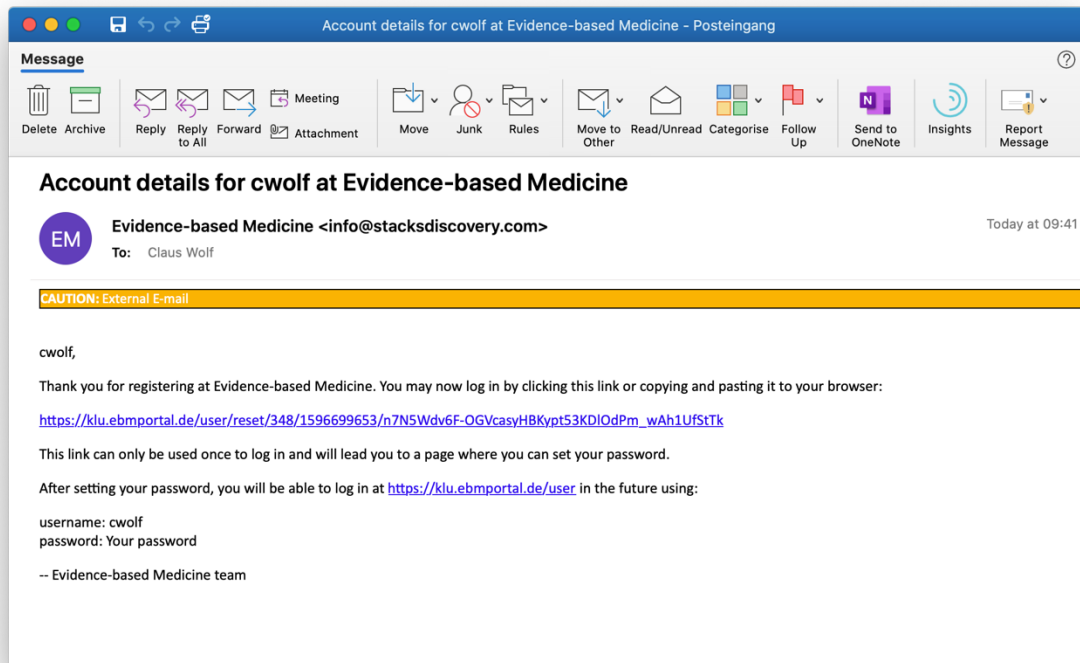 Account details for cwolf at Evidence-based Medicine - Posteingang
Message
Delete
Archive
Reply
Reply to All
Forward
Meeting
Attachment
Move
Junk
Rules
Move to Other
Read/Unread
Categorise
Follow Up
N
Send to OneNote
Insights
Report Message
?
Account details for cwolf at Evidence-based Medicine
EM
Evidence-based Medicine <info@stacksdiscovery.com>
Today at 09:41
To: Claus Wolf
CAUTION: External E-mail
cwolf,
Thank you for registering at Evidence-based Medicine. You may now log in by clicking this link or copying and pasting it to your browser:
https://klu.ebmportal.de/user/reset/348/1596699653/n7N5Wdv6F-OGVcasyHBKypt53KDlOdPm_wAh1UfStTk
This link can only be used once to log in and will lead you to a page where you can set your password.
After setting your password, you will be able to log in at https://klu.ebmportal.de/user in the future using:
username: cwolf
password: Your password
-- Evidence-based Medicine team